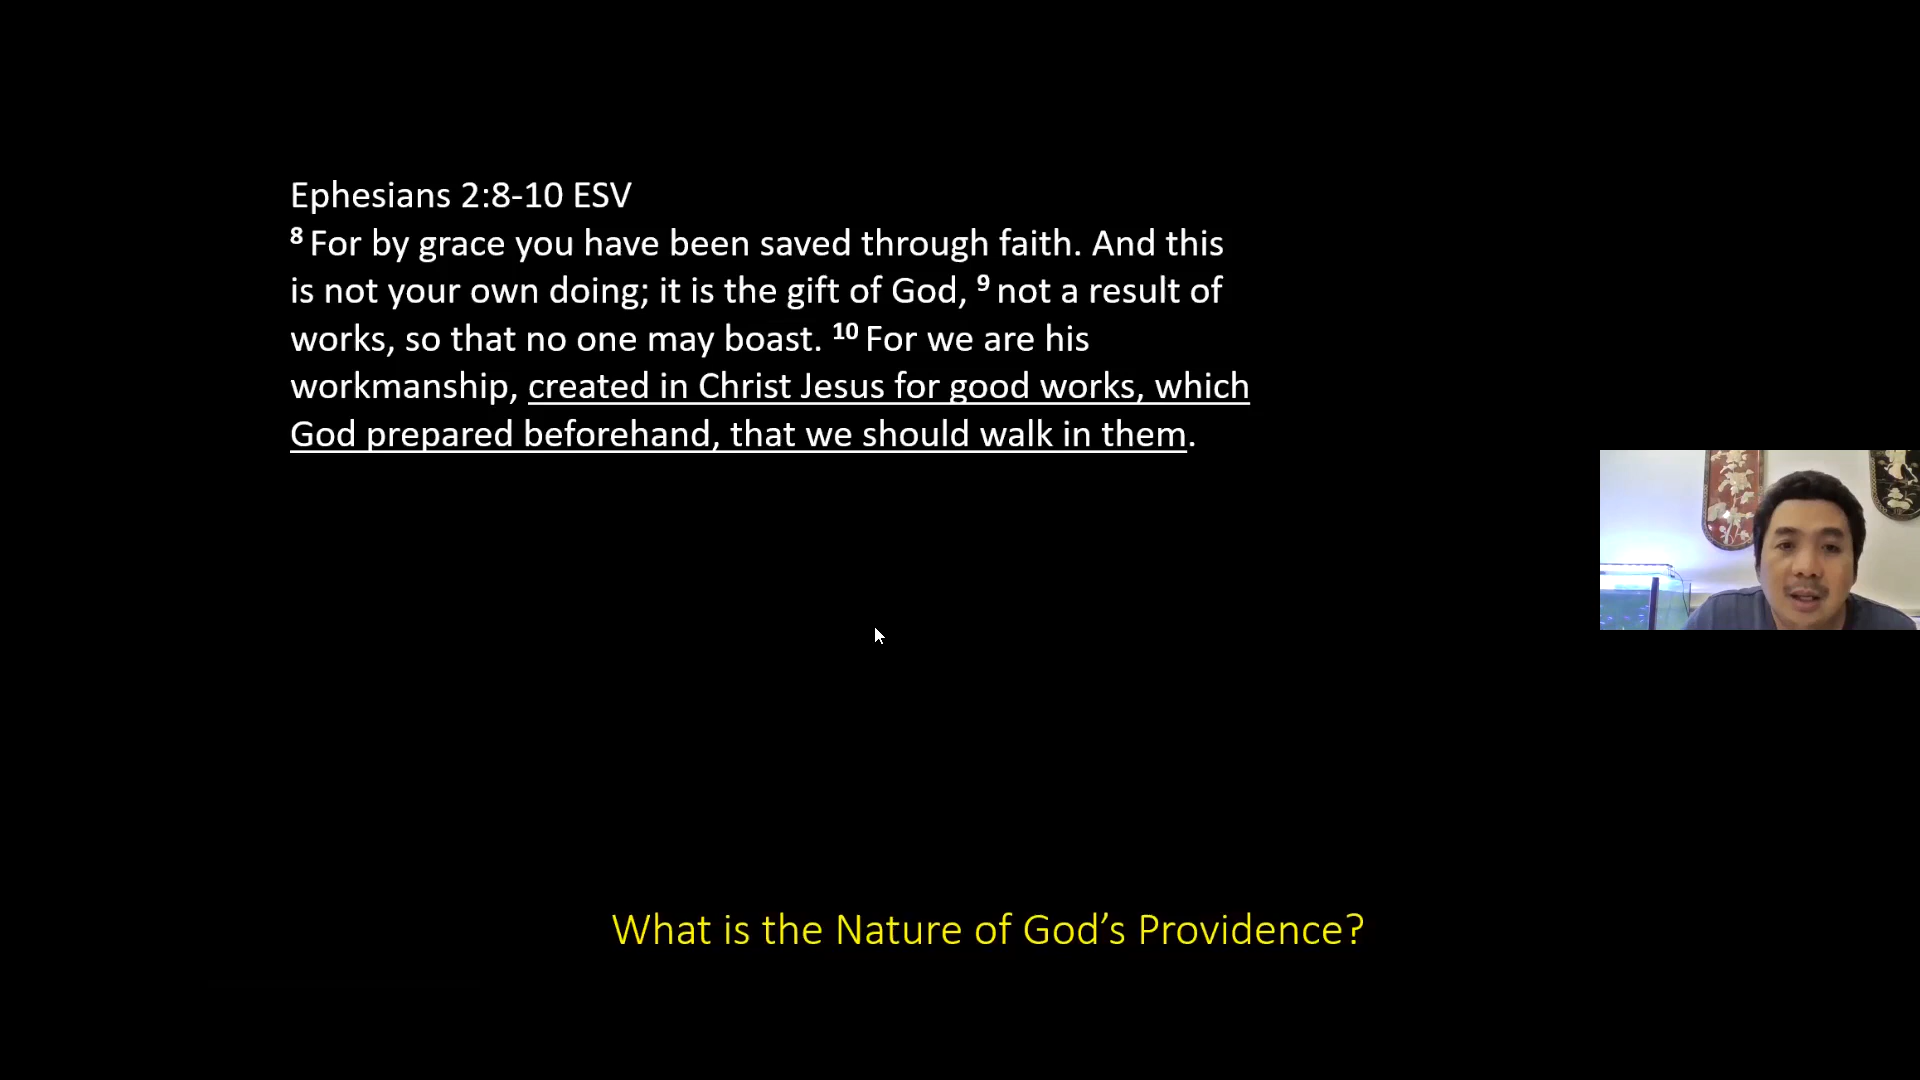 Ephesians 2:8-10 ESV
8 For by grace you have been saved through faith. And this
is not your own doing; it is the gift of God, 9 not a result of
works, so that no one may boast. 10 For we are his
workmanship, created in Christ Jesus for good works, which
God prepared beforehand, that we should walk in them.
What is the Nature of God’s Providence?